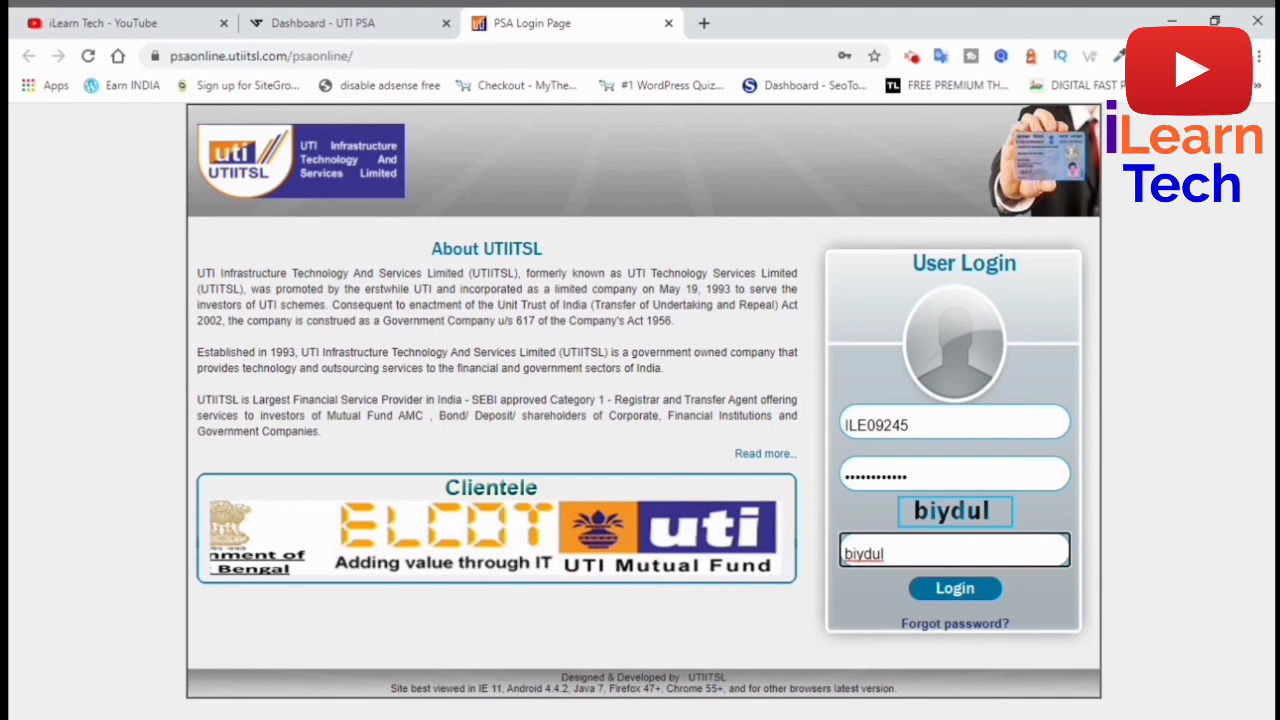 iLearn Tech - YouTube
Dashboard - UTI PSA
PSA Login Page
psaonline.utiitsl.com/psaonline/
Apps
Earn INDIA
Sign up for SiteGro...
disable adsense free
Checkout - MyThe...
#1 WordPress Quiz...
Dashboard - SeoTo...
TL
FREE PREMIUM TH...
DIGITAL FAST P
iLearn
Tech
uti
UTIITSL
UTI Infrastructure
Technology And
Services Limited
About UTIITSL
UTI Infrastructure Technology And Services Limited (UTIITSL), formerly known as UTI Technology Services Limited
(UTITSL), was promoted by the erstwhile UTI and incorporated as a limited company on May 19, 1993 to serve the
investors of UTI schemes. Consequent to enactment of the Unit Trust of India (Transfer of Undertaking and Repeal) Act
2002, the company is construed as a Government Company u/s 617 of the Company's Act 1956.
Established in 1993, UTI Infrastructure Technology And Services Limited (UTIITSL) is a government owned company that
provides technology and outsourcing services to the financial and government sectors of India.
UTIITSL is Largest Financial Service Provider in India - SEBI approved Category 1 - Registrar and Transfer Agent offering
services to investors of Mutual Fund AMC , Bond/ Deposit/ shareholders of Corporate, Financial Institutions and
Government Companies.
Read more..
Clientele
nment of
Bengal
ELCOT
Adding value through IT
uti
UTI Mutual Fund
User Login
ILE09245
••••••••••••
biydul
biydul
Login
Forgot password?
Designed & Developed by : UTIITSL
Site best viewed in IE 11, Android 4.4.2, Java 7, Firefox 47+, Chrome 55+, and for other browsers latest version.